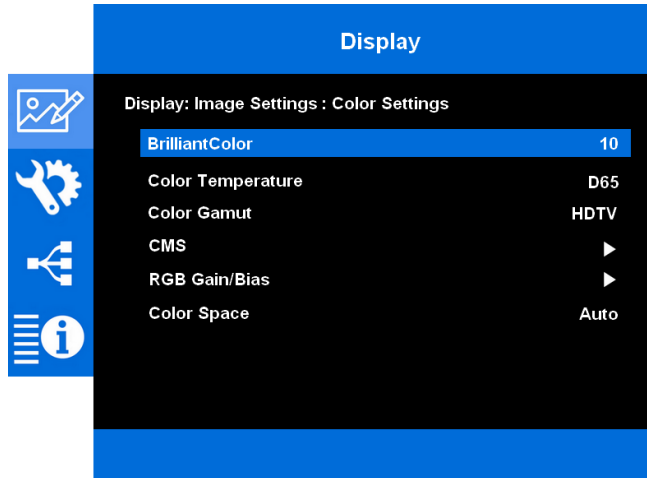 Display
Display: Image Settings : Color Settings
BrilliantColor 10
Color Temperature D65
Color Gamut HDTV
CMS ▶
RGB Gain/Bias ▶
Color Space Auto
i